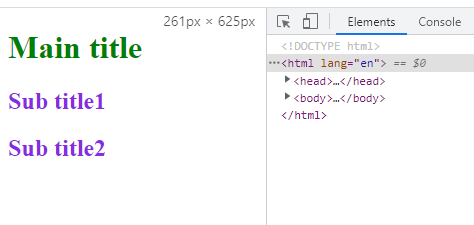 261px × 625px
Main title
Sub title1
Sub title2
Elements Console
<!DOCTYPE html>
···<html lang="en"> == $0
<head>…</head>
<body>…</body>
</html>